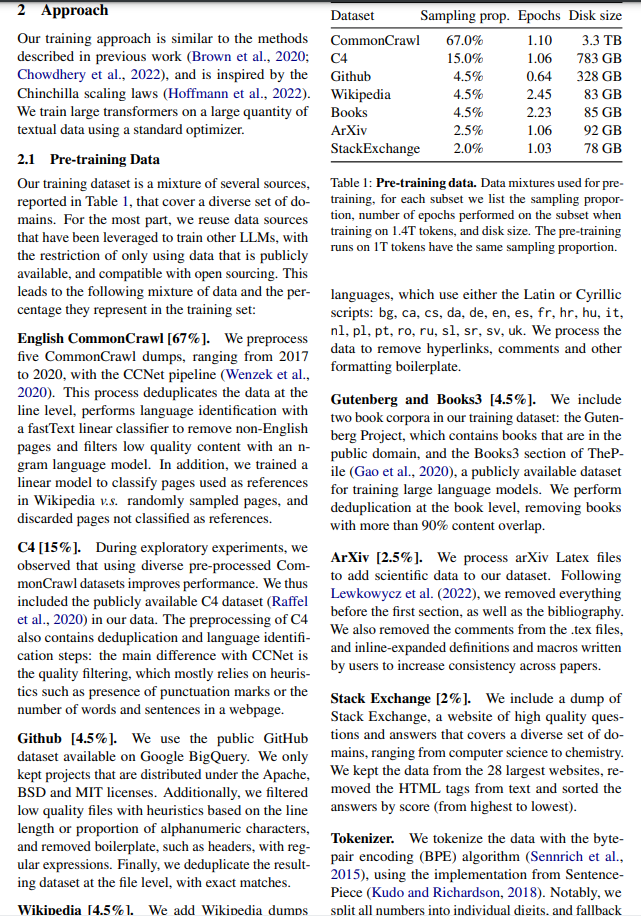 2 Approach
Our training approach is similar to the methods
described in previous work (Brown et al., 2020;
Chowdhery et al., 2022), and is inspired by the
Chinchilla scaling laws (Hoffmann et al., 2022).
We train large transformers on a large quantity of
textual data using a standard optimizer.
2.1 Pre-training Data
Our training dataset is a mixture of several sources,
reported in Table 1, that cover a diverse set of do-
mains. For the most part, we reuse data sources
that have been leveraged to train other LLMs, with
the restriction of only using data that is publicly
available, and compatible with open sourcing. This
leads to the following mixture of data and the per-
centage they represent in the training set:
English CommonCrawl [67%]. We preprocess
five CommonCrawl dumps, ranging from 2017
to 2020, with the CCNet pipeline (Wenzek et al.,
2020). This process deduplicates the data at the
line level, performs language identification with
a fastText linear classifier to remove non-English
pages and filters low quality content with an n-
gram language model. In addition, we trained a
linear model to classify pages used as references
in Wikipedia v.s. randomly sampled pages, and
discarded pages not classified as references.
C4 [15%]. During exploratory experiments, we
observed that using diverse pre-processed Com-
monCrawl datasets improves performance. We thus
included the publicly available C4 dataset (Raffel
et al., 2020) in our data. The preprocessing of C4
also contains deduplication and language identifi-
cation steps: the main difference with CCNet is
the quality filtering, which mostly relies on heuris-
tics such as presence of punctuation marks or the
number of words and sentences in a webpage.
Github [4.5%]. We use the public GitHub
dataset available on Google BigQuery. We only
kept projects that are distributed under the Apache,
BSD and MIT licenses. Additionally, we filtered
low quality files with heuristics based on the line
length or proportion of alphanumeric characters,
and removed boilerplate, such as headers, with reg-
ular expressions. Finally, we deduplicate the result-
ing dataset at the file level, with exact matches.
Wikipedia [4.5%]. We add Wikipedia dumps
Dataset Sampling prop. Epochs Disk size
CommonCrawl 67.0% 1.10 3.3 TB
C4 15.0% 1.06 783 GB
Github 4.5% 0.64 328 GB
Wikipedia 4.5% 2.45 83 GB
Books 4.5% 2.23 85 GB
ArXiv 2.5% 1.06 92 GB
StackExchange 2.0% 1.03 78 GB
Table 1: Pre-training data. Data mixtures used for pre-
training, for each subset we list the sampling propor-
tion, number of epochs performed on the subset when
training on 1.4T tokens, and disk size. The pre-training
runs on 1T tokens have the same sampling proportion.
languages, which use either the Latin or Cyrillic
scripts: bg, ca, cs, da, de, en, es, fr, hr, hu, it,
nl, pl, pt, ro, ru, sl, sr, sv, uk. We process the
data to remove hyperlinks, comments and other
formatting boilerplate.
Gutenberg and Books3 [4.5%]. We include
two book corpora in our training dataset: the Guten-
berg Project, which contains books that are in the
public domain, and the Books3 section of TheP-
ile (Gao et al., 2020), a publicly available dataset
for training large language models. We perform
deduplication at the book level, removing books
with more than 90% content overlap.
ArXiv [2.5%]. We process arXiv Latex files
to add scientific data to our dataset. Following
Lewkowycz et al. (2022), we removed everything
before the first section, as well as the bibliography.
We also removed the comments from the .tex files,
and inline-expanded definitions and macros written
by users to increase consistency across papers.
Stack Exchange [2%]. We include a dump of
Stack Exchange, a website of high quality ques-
tions and answers that covers a diverse set of do-
mains, ranging from computer science to chemistry.
We kept the data from the 28 largest websites, re-
moved the HTML tags from text and sorted the
answers by score (from highest to lowest).
Tokenizer. We tokenize the data with the byte-
pair encoding (BPE) algorithm (Sennrich et al.,
2015), using the implementation from Sentence-
Piece (Kudo and Richardson, 2018). Notably, we
split all numbers into individual digits, and fallback